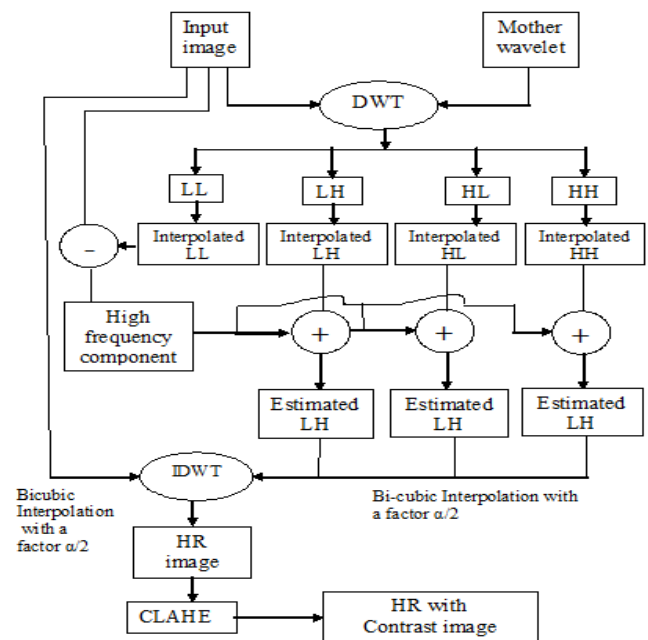 Input
image
Mother
wavelet
DWT
LL
LH
HL
HH
Interpolated
LL
Interpolated
LH
Interpolated
HL
Interpolated
HH
-
High
frequency
component
+
+
+
Estimated
LH
Estimated
LH
Estimated
LH
IDWT
Bicubic
Interpolation
with a
factor α/2
Bi-cubic Interpolation with
a factor α/2
HR
image
CLAHE
HR with
Contrast image